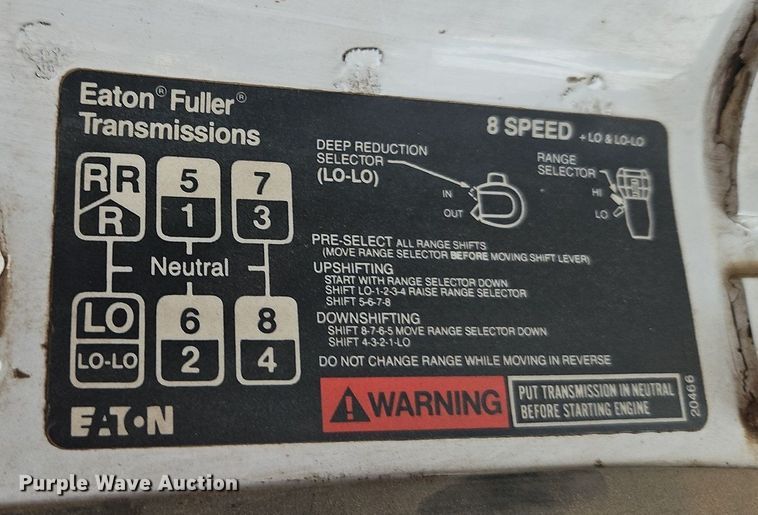 Eaton® Fuller®
Transmissions
8 SPEED + LO & LO-LO
R R
R
5
1
7
3
Neutral
LO
LO-LO
6
2
8
4
DEEP REDUCTION
SELECTOR
(LO-LO)
IN
OUT
RANGE
SELECTOR
HI
LO
PRE-SELECT ALL RANGE SHIFTS
(MOVE RANGE SELECTOR BEFORE MOVING SHIFT LEVER)
UPSHIFTING
START WITH RANGE SELECTOR DOWN
SHIFT LO-1-2-3-4 RAISE RANGE SELECTOR
SHIFT 5-6-7-8
DOWNSHIFTING
SHIFT 8-7-6-5 MOVE RANGE SELECTOR DOWN
SHIFT 4-3-2-1-LO
DO NOT CHANGE RANGE WHILE MOVING IN REVERSE
WARNING
PUT TRANSMISSION IN NEUTRAL
BEFORE STARTING ENGINE
20466
EATON
Purple Wave Auction